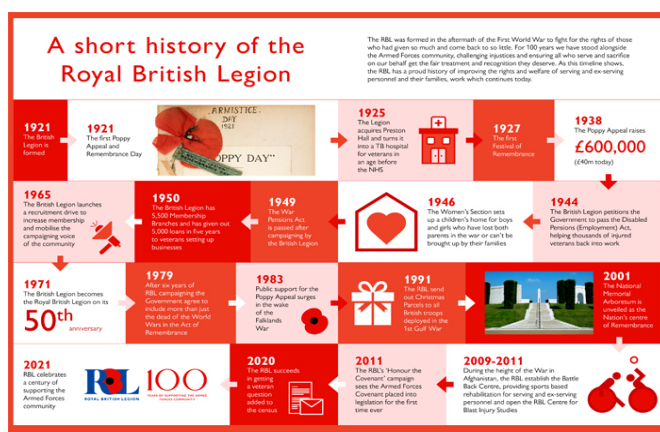 A short history of the
Royal British Legion
The RBL was formed in the aftermath of the First World War to fight for the rights of those
who had given so much and come back to so little. For 100 years we have stood alongside
the Armed Forces community, challenging injustices and ensuring all who serve and sacrifice
on our behalf get the fair treatment and recognition they deserve. As this timeline shows,
the RBL has a proud history of improving the rights and welfare of serving and ex-serving
personnel and their families, work which continues today.
1921
The British
Legion is
formed
1921
The first Poppy
Appeal and
Remembrance Day
ARMISTICE
DAY
1921
OPPY DAY"
1925
The Legion
acquires Preston
Hall and turns it
into a TB hospital
for veterans in
an age before
the NHS
1927
The first
Festival of
Remembrance
1938
The Poppy Appeal raises
£600,000
(£40m today)
1944
The British Legion petitions the
Government to pass the Disabled
Pensions (Employment) Act,
helping thousands of injured
veterans back into work
1946
The Women's Section sets
up a children's home for boys
and girls who have lost both
parents in the war or can't be
brought up by their families
1949
The War
Pensions Act
is passed after
campaigning by
the British Legion
1950
The British Legion has
5,500 Membership
Branches and has given out
5,000 loans in five years
to veterans setting up
businesses
1965
The British Legion launches
a recruitment drive to
increase membership
and mobilise the
campaigning voice
of the community
1971
The British Legion becomes
the Royal British Legion on its
50th anniversary
1979
After six years of
RBL campaigning the
Government agree to
include more than just
the dead of the World
Wars in the Act of
Remembrance
1983
Public support for the
Poppy Appeal surges
in the wake
of the
Falklands
War
1991
The RBL send
out Christmas
Parcels to all
British troops
deployed in the
1st Gulf War
2001
The National
Memorial
Arboretum is
unveiled as the
Nation's centre
of Remembrance
2009-2011
During the height of the War in
Afghanistan, the RBL establish the Battle
Back Centre, providing sports based
rehabilitation for serving and ex-serving
personnel and open the RBL Centre for
Blast Injury Studies
2011
The RBL's 'Honour the
Covenant' campaign
sees the Armed Forces
Covenant placed into
legislation for the first
time ever
2020
The RBL succeeds
in getting
a veteran
question
added to
the census
2021
RBL celebrates
a century of
supporting the
Armed Forces
community
RBL
ROYAL BRITISH LEGION
100
YEARS OF SUPPORTING THE ARMED
FORCES COMMUNITY